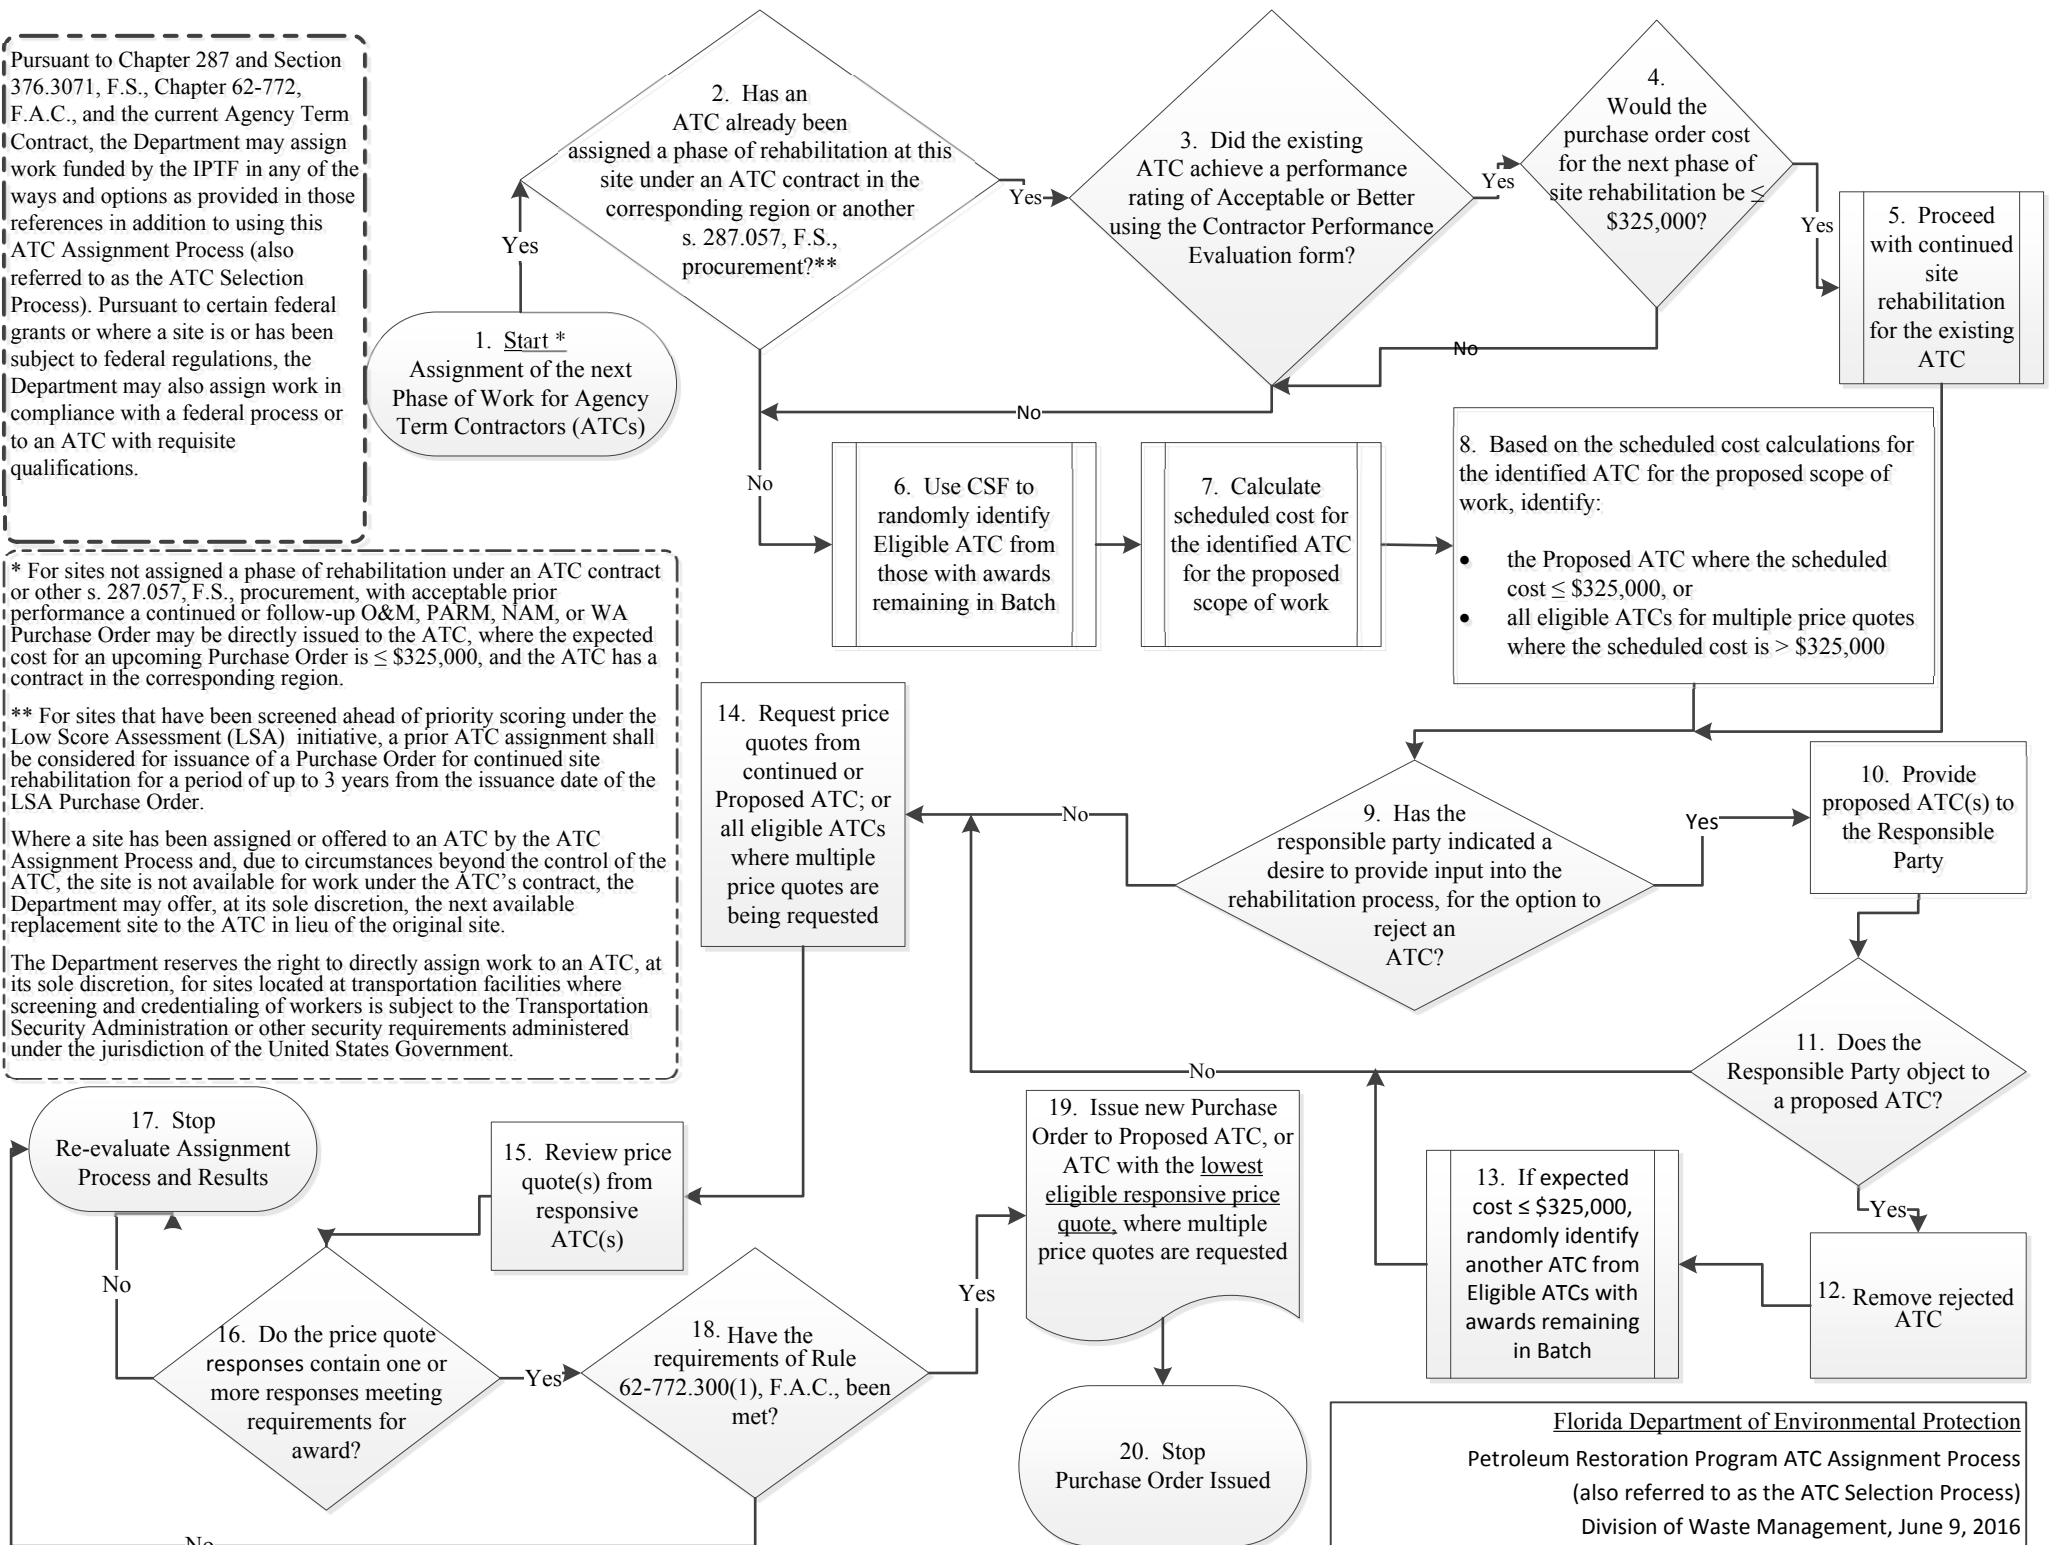 Pursuant to Chapter 287 and Section
376.3071, F.S., Chapter 62-772,
F.A.C., and the current Agency Term
Contract, the Department may assign
work funded by the IPTF in any of the
ways and options as provided in those
references in addition to using this
ATC Assignment Process (also
referred to as the ATC Selection
Process). Pursuant to certain federal
grants or where a site is or has been
subject to federal regulations, the
Department may also assign work in
compliance with a federal process or
to an ATC with requisite
qualifications.
1. Start *
Assignment of the next
Phase of Work for Agency
Term Contractors (ATCs)
Yes
2. Has an
ATC already been
assigned a phase of rehabilitation at this
site under an ATC contract in the
corresponding region or another
s. 287.057, F.S.,
procurement?**
Yes
3. Did the existing
ATC achieve a performance
rating of Acceptable or Better
using the Contractor Performance
Evaluation form?
Yes
4.
Would the
purchase order cost
for the next phase of
site rehabilitation be ≤
$325,000?
Yes
5. Proceed
with continued
site
rehabilitation
for the existing
ATC
No
No
No
6. Use CSF to
randomly identify
Eligible ATC from
those with awards
remaining in Batch
7. Calculate
scheduled cost for
the identified ATC
for the proposed
scope of work
8. Based on the scheduled cost calculations for
the identified ATC for the proposed scope of
work, identify:
• the Proposed ATC where the scheduled
cost ≤ $325,000, or
• all eligible ATCs for multiple price quotes
where the scheduled cost is > $325,000
* For sites not assigned a phase of rehabilitation under an ATC contract
or other s. 287.057, F.S., procurement, with acceptable prior
performance a continued or follow-up O&M, PARM, NAM, or WA
Purchase Order may be directly issued to the ATC, where the expected
cost for an upcoming Purchase Order is ≤ $325,000, and the ATC has a
contract in the corresponding region.
** For sites that have been screened ahead of priority scoring under the
Low Score Assessment (LSA) initiative, a prior ATC assignment shall
be considered for issuance of a Purchase Order for continued site
rehabilitation for a period of up to 3 years from the issuance date of the
LSA Purchase Order.
Where a site has been assigned or offered to an ATC by the ATC
Assignment Process and, due to circumstances beyond the control of the
ATC, the site is not available for work under the ATC's contract, the
Department may offer, at its sole discretion, the next available
replacement site to the ATC in lieu of the original site.
The Department reserves the right to directly assign work to an ATC, at
its sole discretion, for sites located at transportation facilities where
screening and credentialing of workers is subject to the Transportation
Security Administration or other security requirements administered
under the jurisdiction of the United States Government.
9. Has the
responsible party indicated a
desire to provide input into the
rehabilitation process, for the option to
reject an
ATC?
No
Yes
10. Provide
proposed ATC(s) to
the Responsible
Party
11. Does the
Responsible Party object to
a proposed ATC?
No
Yes
12. Remove rejected
ATC
13. If expected
cost ≤ $325,000,
randomly identify
another ATC from
Eligible ATCs with
awards remaining
in Batch
14. Request price
quotes from
continued or
Proposed ATC; or
all eligible ATCs
where multiple
price quotes are
being requested
15. Review price
quote(s) from
responsive
ATC(s)
16. Do the price quote
responses contain one or
more responses meeting
requirements for
award?
No
Yes
17. Stop
Re-evaluate Assignment
Process and Results
18. Have the
requirements of Rule
62-772.300(1), F.A.C., been
met?
No
Yes
19. Issue new Purchase
Order to Proposed ATC, or
ATC with the lowest
eligible responsive price
quote, where multiple
price quotes are requested
20. Stop
Purchase Order Issued
Florida Department of Environmental Protection
Petroleum Restoration Program ATC Assignment Process
(also referred to as the ATC Selection Process)
Division of Waste Management, June 9, 2016